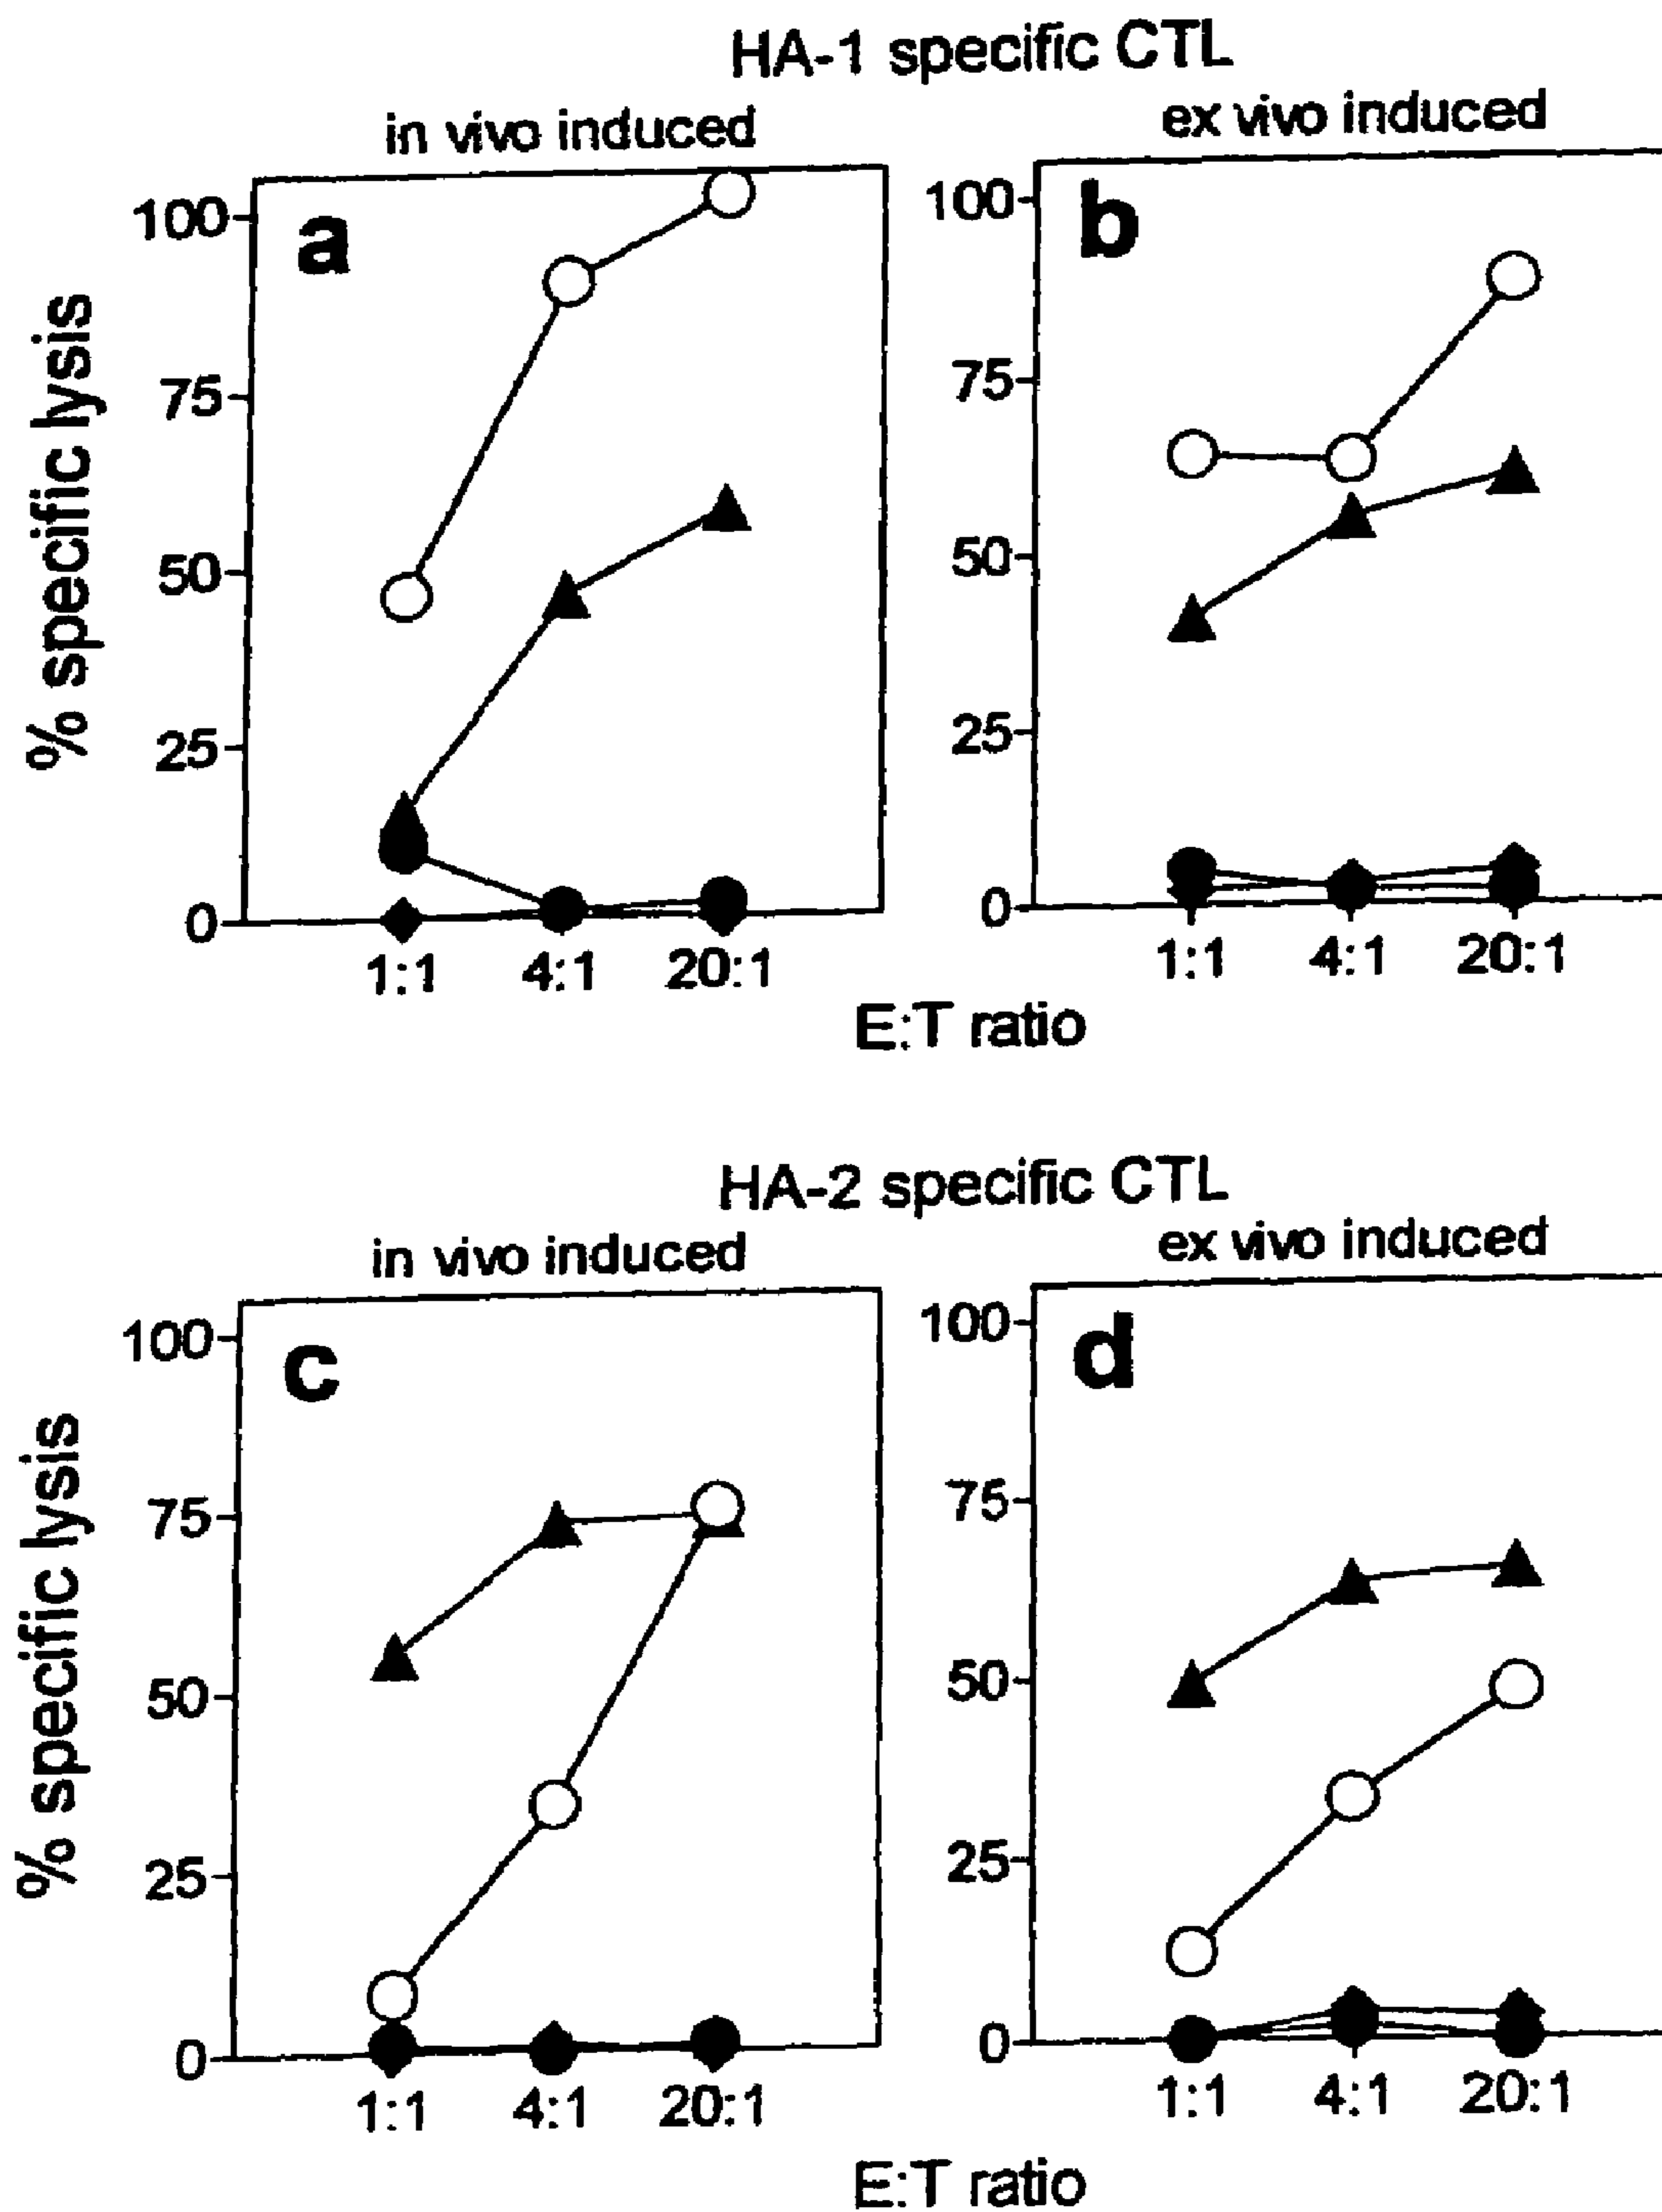 HA-1 specific CTL
in vivo induced
ex vivo induced
a
b
% specific lysis
100
75
50
25
0
100
75
50
25
0
1:1 4:1 20:1
1:1 4:1 20:1
E:T ratio
HA-2 specific CTL
in vivo induced
ex vivo induced
c
d
% specific lysis
100
75
50
25
0
100
75
50
25
0
1:1 4:1 20:1
1:1 4:1 20:1
E:T ratio